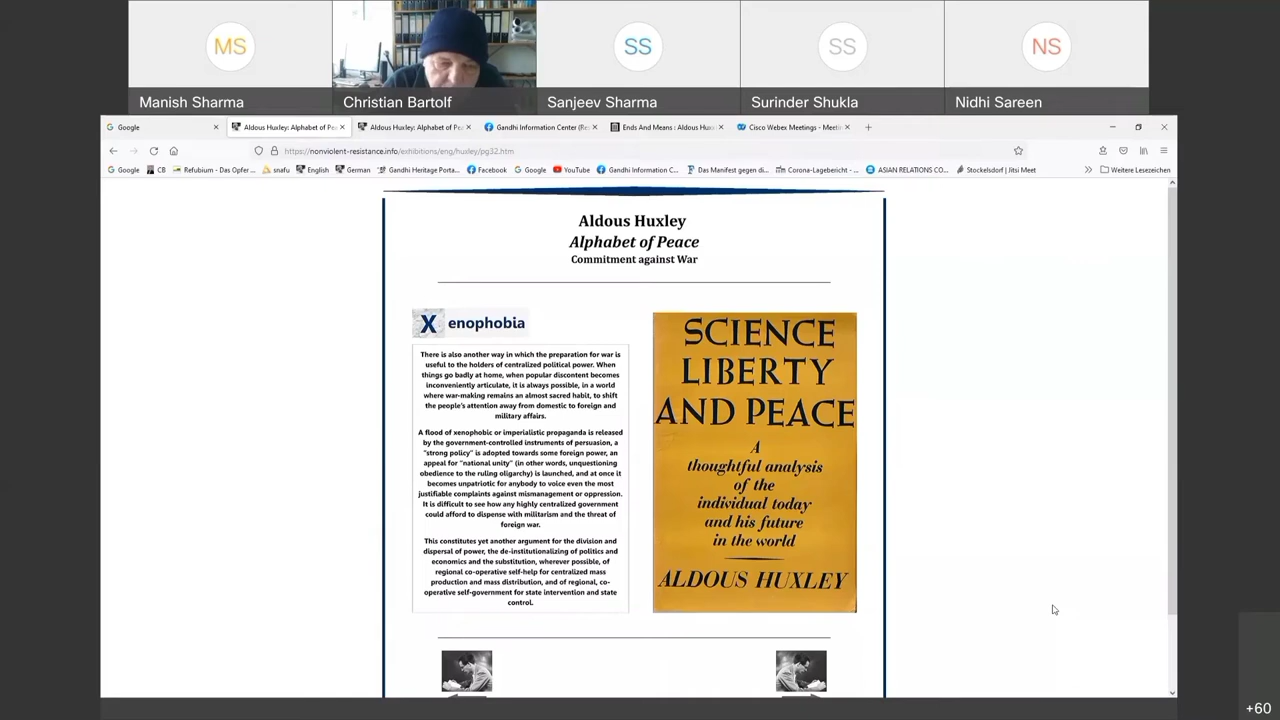 MS
SS
SS
NS
Manish Sharma
Christian Bartolf
Sanjeev Sharma
Surinder Shukla
Nidhi Sareen
Google
Aldous Huxley: Alphabet of Pe
Aldous Huxley: Alphabet of Pe
Gandhi Information Center (Re
Ends And Means : Aldous Hux
Cisco Webex Meetings - Meeti
https://nonviolent-resistance.info/exhibitions/eng/huxley/pg32.htm
Google
CB
Refubium - Das Opfer ...
snafu
English
German
Gandhi Heritage Porta...
Facebook
Google
YouTube
Gandhi Information C...
Das Manifest gegen di...
Corona-Lagebericht - ...
ASIAN RELATIONS CO...
Stockelsdorf | Jitsi Meet
Weitere Lesezeichen
Aldous Huxley
Alphabet of Peace
Commitment against War
X enophobia
There is also another way in which the preparation for war is
useful to the holders of centralized political power. When
things go badly at home, when popular discontent becomes
inconveniently articulate, it is always possible, in a world
where war-making remains an almost sacred habit, to shift
the people's attention away from domestic to foreign and
military affairs.
A flood of xenophobic or imperialistic propaganda is released
by the government-controlled instruments of persuasion, a
"strong policy" is adopted towards some foreign power, an
appeal for "national unity" (in other words, unquestioning
obedience to the ruling oligarchy) is launched, and at once it
becomes unpatriotic for anybody to voice even the most
justifiable complaints against mismanagement or oppression.
It is difficult to see how any highly centralized government
could afford to dispense with militarism and the threat of
foreign war.
This constitutes yet another argument for the division and
dispersal of power, the de-institutionalizing of politics and
economics and the substitution, wherever possible, of
regional co-operative self-help for centralized mass
production and mass distribution, and of regional, co-
operative self-government for state intervention and state
control.
SCIENCE
LIBERTY
AND PEACE
A
thoughtful analysis
of the
individual today
and his future
in the world
ALDOUS HUXLEY
+60